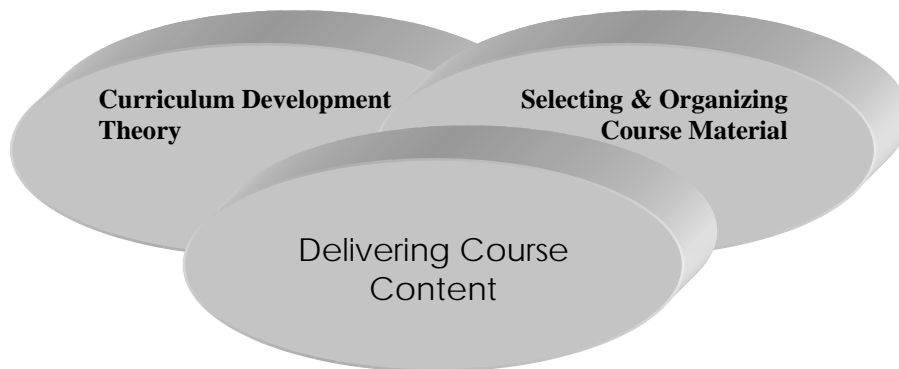 Curriculum Development
Theory
Selecting & Organizing
Course Material
Delivering Course
Content